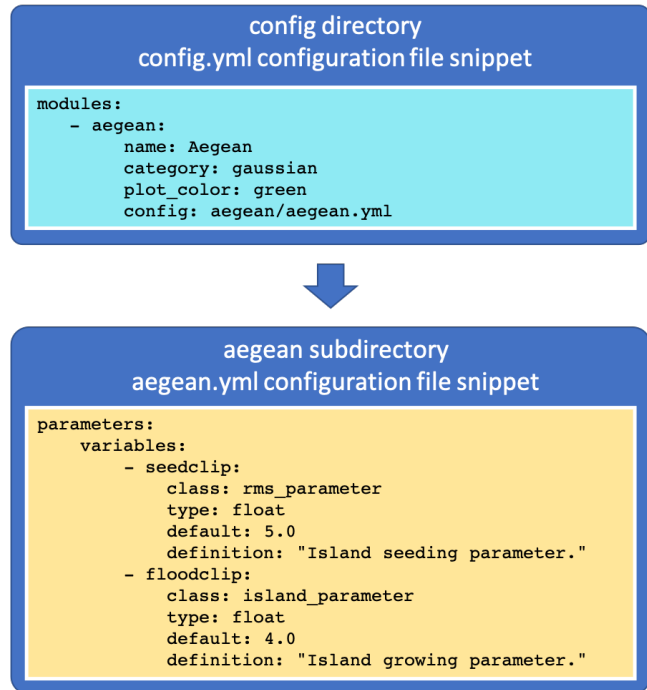 config directory
config.yml configuration file snippet
modules:
- aegean:
name: Aegean
category: gaussian
plot_color: green
config: aegean/aegean.yml
aegean subdirectory
aegean.yml configuration file snippet
parameters:
variables:
- seedclip:
class: rms_parameter
type: float
default: 5.0
definition: "Island seeding parameter."
- floodclip:
class: island_parameter
type: float
default: 4.0
definition: "Island growing parameter."